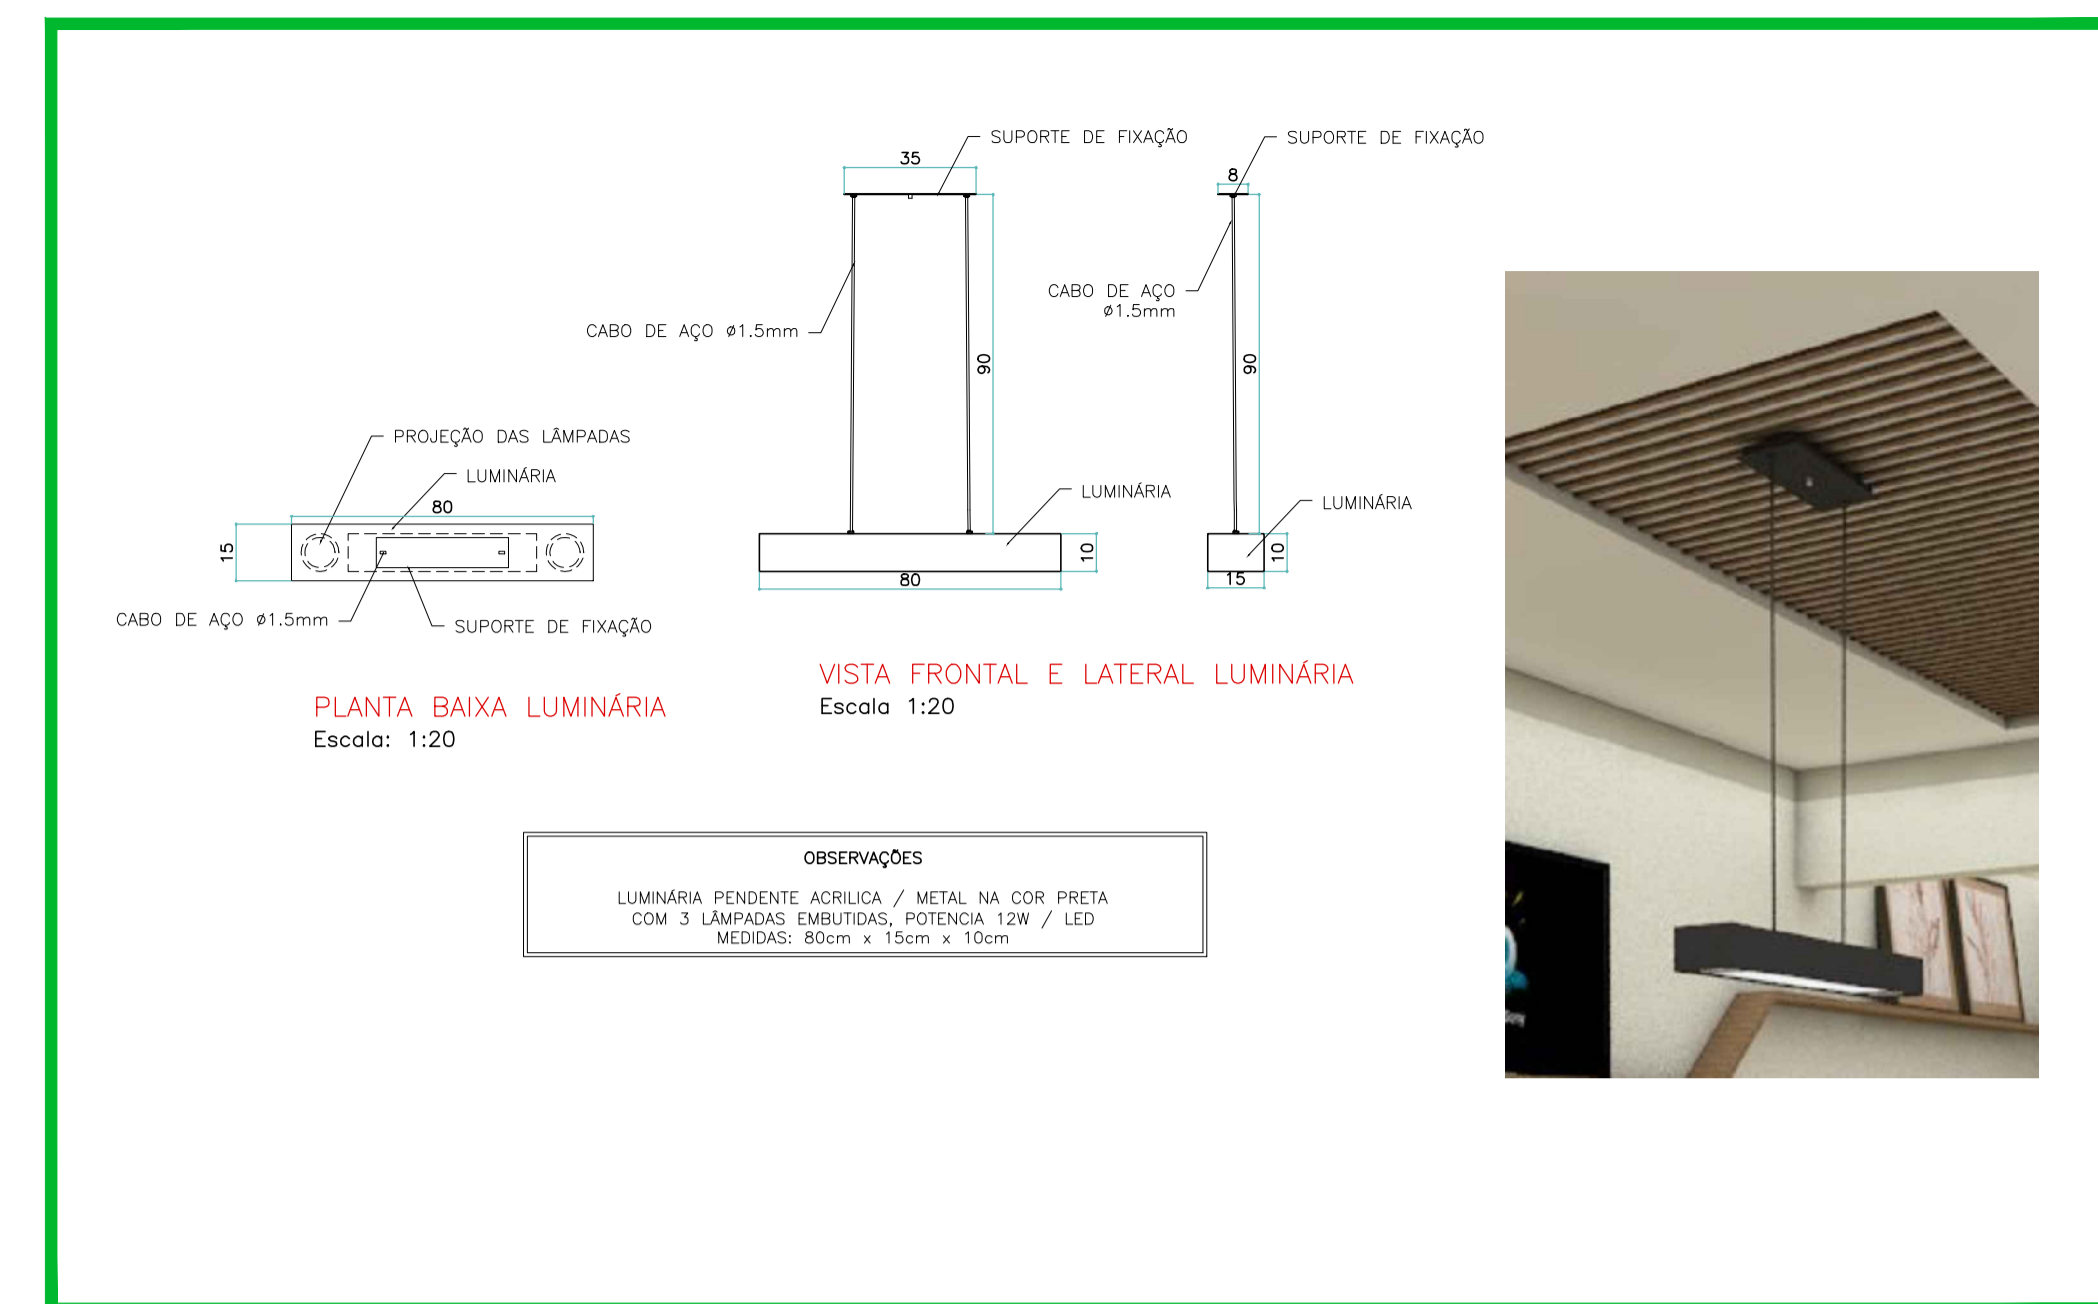 SUPORTE DE FIXAÇÃO
SUPORTE DE FIXAÇÃO
35
8
CABO DE AÇO
ø1.5mm
CABO DE AÇO ø1.5mm
90
90
PROJEÇÃO DAS LÂMPADAS
LUMINÁRIA
80
15
CABO DE AÇO ø1.5mm
SUPORTE DE FIXAÇÃO
LUMINÁRIA
LUMINÁRIA
10
10
80
15
PLANTA BAIXA LUMINÁRIA
Escala: 1:20
VISTA FRONTAL E LATERAL LUMINÁRIA
Escala 1:20
OBSERVAÇÕES
LUMINÁRIA PENDENTE ACRILICA / METAL NA COR PRETA
COM 3 LÂMPADAS EMBUTIDAS, POTENCIA 12W / LED
MEDIDAS: 80cm x 15cm x 10cm